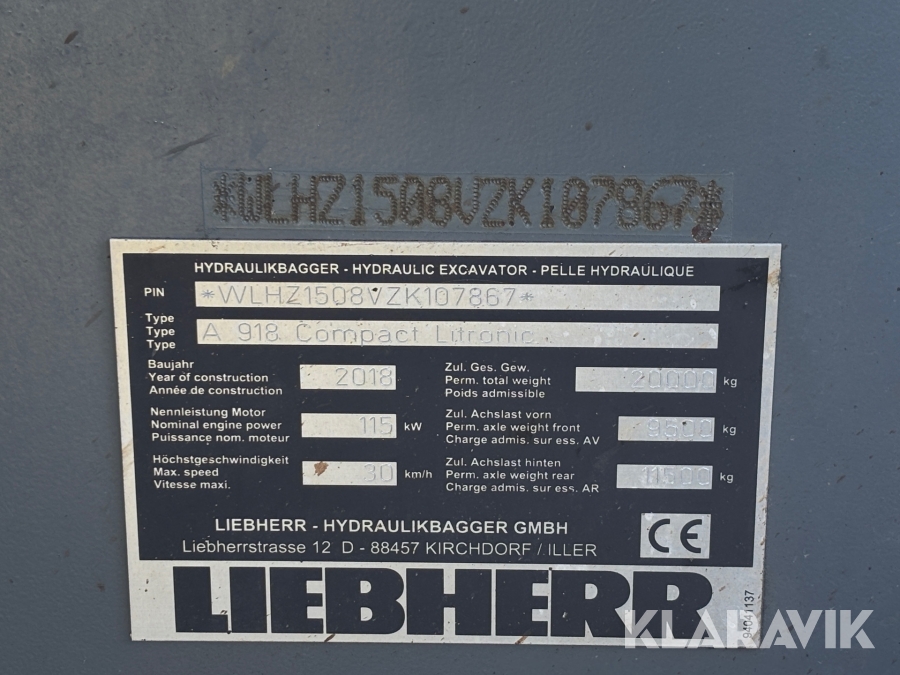 *WLHZ1508VZK107867*
HYDRAULIKBAGGER - HYDRAULIC EXCAVATOR - PELLE HYDRAULIQUE
PIN *WLHZ1508VZK107867*
Type
Type A 918 Compact Litronic
Type
Baujahr
Year of construction 2018
Année de construction
Nennleistung Motor
Nominal engine power 115 kW
Puissance nom. moteur
Höchstgeschwindigkeit
Max. speed 30 km/h
Vitesse maxi.
Zul. Ges. Gew.
Perm. total weight 20000 kg
Poids admissible
Zul. Achslast vorn
Perm. axle weight front kg
Charge admis. sur ess. AV
Zul. Achslast hinten
Perm. axle weight rear 11500 kg
Charge admis. sur ess. AR
LIEBHERR - HYDRAULIKBAGGER GMBH
Liebherrstrasse 12 D - 88457 KIRCHDORF / ILLER
CE
LIEBHERR
94041137
KLARAVIK